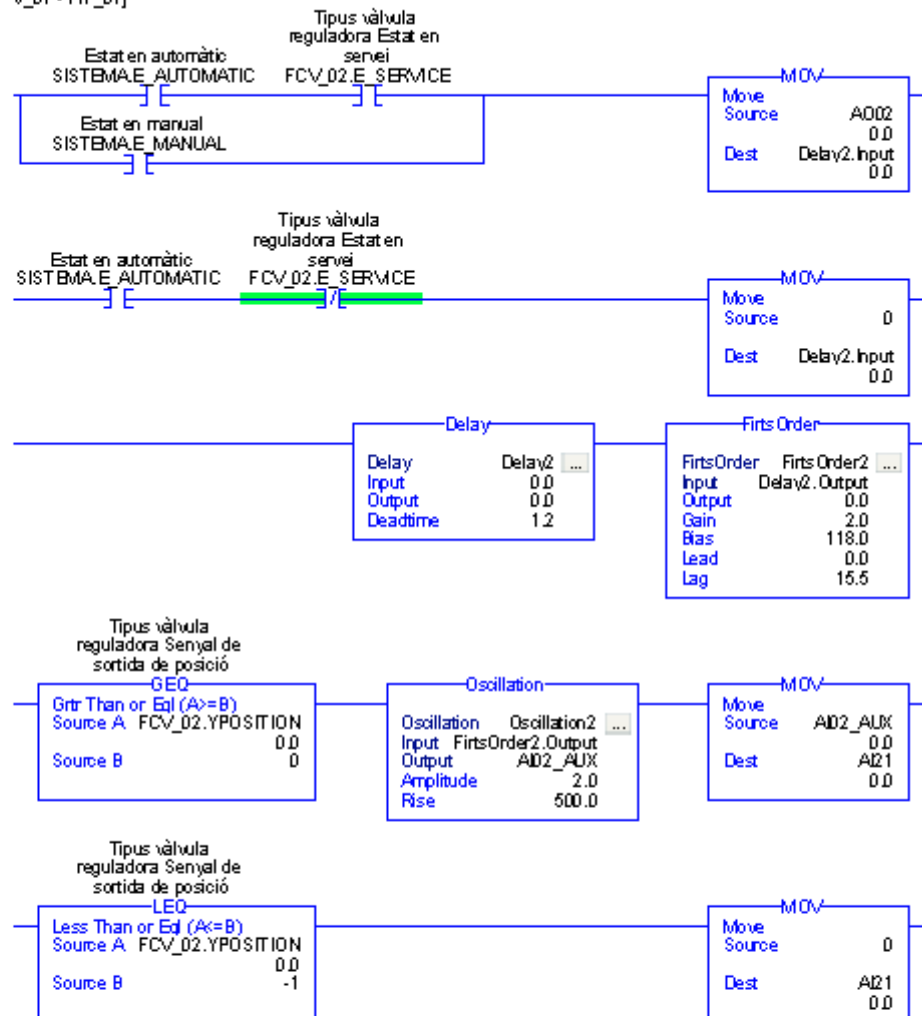 Tipus vàlvula
reguladora Estat en
servei
Estat en automàtic
SISTEMA.E_AUTOMATIC FCV_02.E_SERVICE
MOV
Move
Source AO02
0.0
Dest Delay2.Input
0.0
Estat en manual
SISTEMA.E_MANUAL
Tipus vàlvula
reguladora Estat en
servei
Estat en automàtic
SISTEMA.E_AUTOMATIC FCV_02.E_SERVICE
MOV
Move
Source 0
Dest Delay2.Input
0.0
Delay
Delay Delay2 ...
Input 0.0
Output 0.0
Deadtime 1.2
Firts Order
FirtsOrder FirtsOrder2 ...
Input Delay2.Output
Output 0.0
Gain 2.0
Bias 118.0
Lead 0.0
Lag 15.5
Tipus vàlvula
reguladora Senyal de
sortida de posició
GEQ
Grtr Than or Eql (A>=B)
Source A FCV_02.YPOSITION
0.0
Source B 0
Oscillation
Oscillation Oscillation2 ...
Input FirtsOrder2.Output
Output AI02_AUX
Amplitude 2.0
Rise 500.0
MOV
Move
Source AI02_AUX
0.0
Dest AI21
0.0
Tipus vàlvula
reguladora Senyal de
sortida de posició
LEQ
Less Than or Eql (A<=B)
Source A FCV_02.YPOSITION
0.0
Source B -1
MOV
Move
Source 0
Dest AI21
0.0